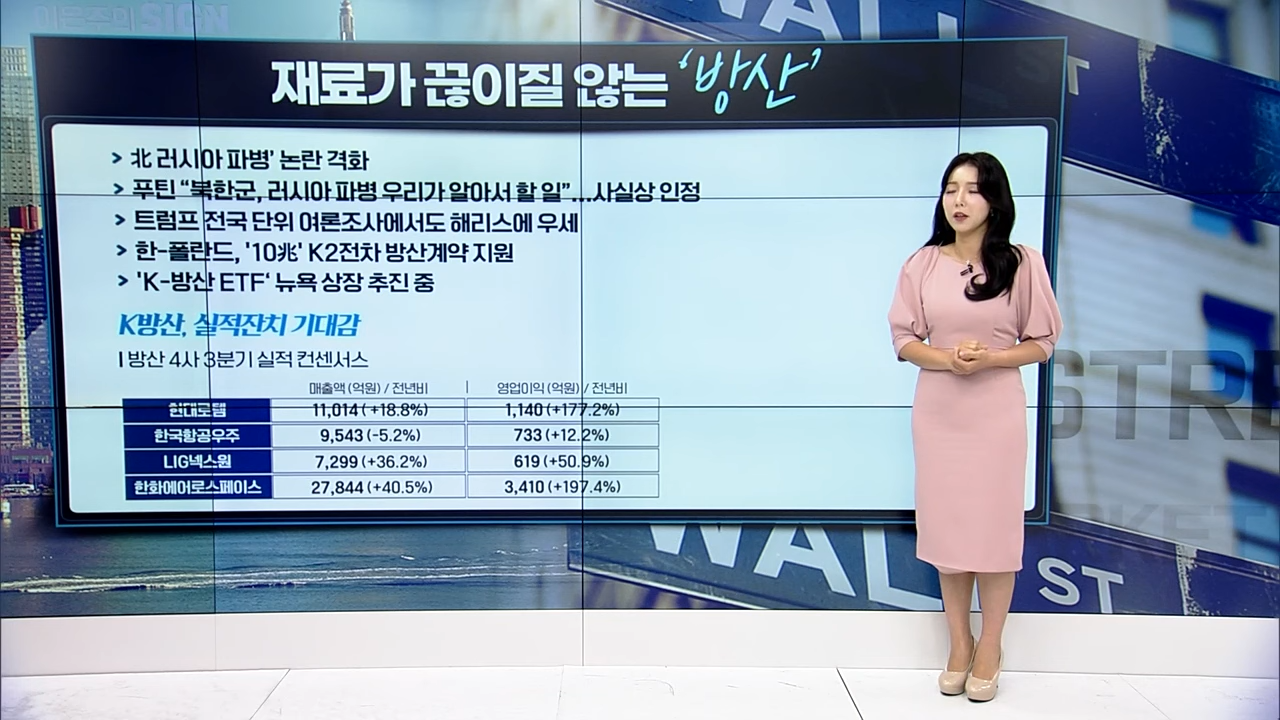 이른주의 SIGN
WALL
ST
재료가 끊이질 않는 '방산'
> 北 러시아 파병' 논란 격화
> 푸틴 "북한군, 러시아 파병 우리가 알아서 할 일"...사실상 인정
> 트럼프 전국 단위 여론조사에서도 해리스에 우세
> 한-폴란드, '10兆' K2전차 방산계약 지원
> 'K-방산 ETF' 뉴욕 상장 추진 중
K방산, 실적잔치 기대감
| 방산 4사 3분기 실적 컨센서스
매출액 (억원) / 전년비 | 영업이익 (억원) / 전년비
현대로템 11,014 (+18.8%) 1,140 (+177.2%)
한국항공우주 9,543 (-5.2%) 733 (+12.2%)
LIG넥스원 7,299 (+36.2%) 619 (+50.9%)
한화에어로스페이스 27,844 (+40.5%) 3,410 (+197.4%)
STRE
WALL
ST